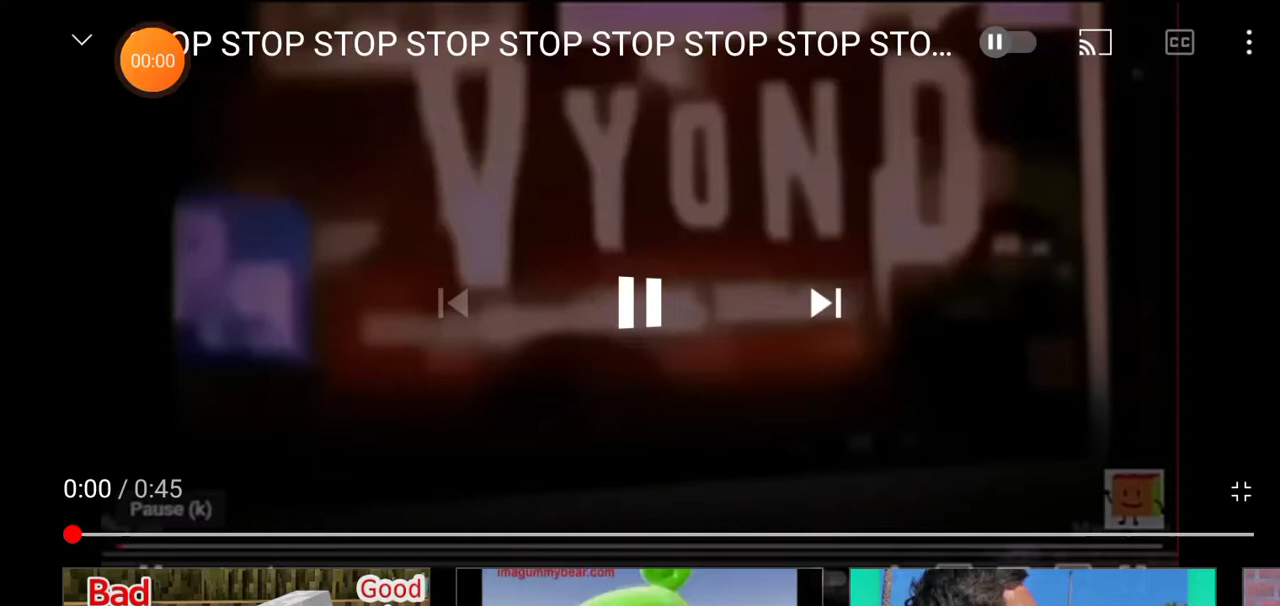 OP STOP STOP STOP STOP STOP STOP STOP STO...
00:00
CC
VYOND
0:00 / 0:45
Pause (k)
Bad
Good
imagummybear.com